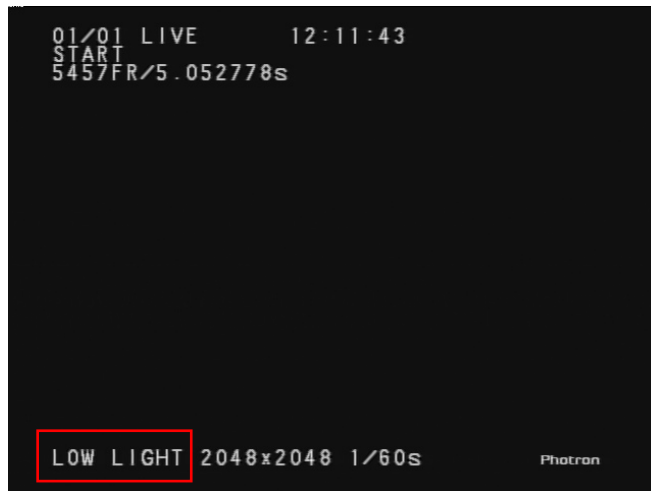 01/01 LIVE 12:11:43
START
5457FR/5.052778s
LOW LIGHT 2048x2048 1/60s
Photron